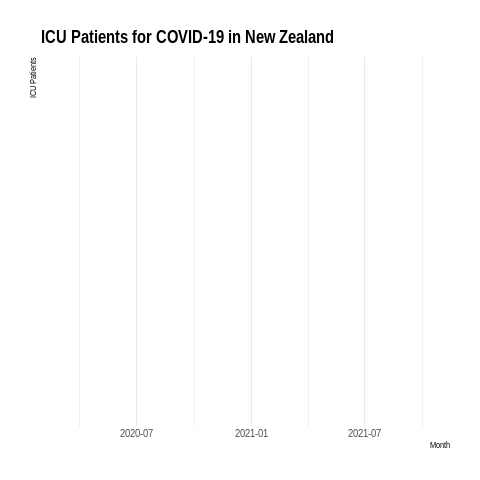 ICU Patients for COVID-19 in New Zealand
ICU Patients
2020-07
2021-01
2021-07
Month